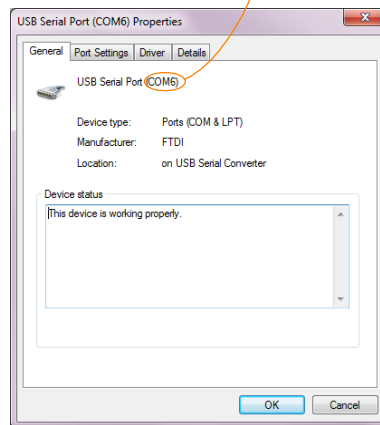 USB Serial Port (COM6) Properties
General Port Settings Driver Details
USB Serial Port (COM6)
Device type: Ports (COM & LPT)
Manufacturer: FTDI
Location: on USB Serial Converter
Device status
This device is working properly.
OK Cancel